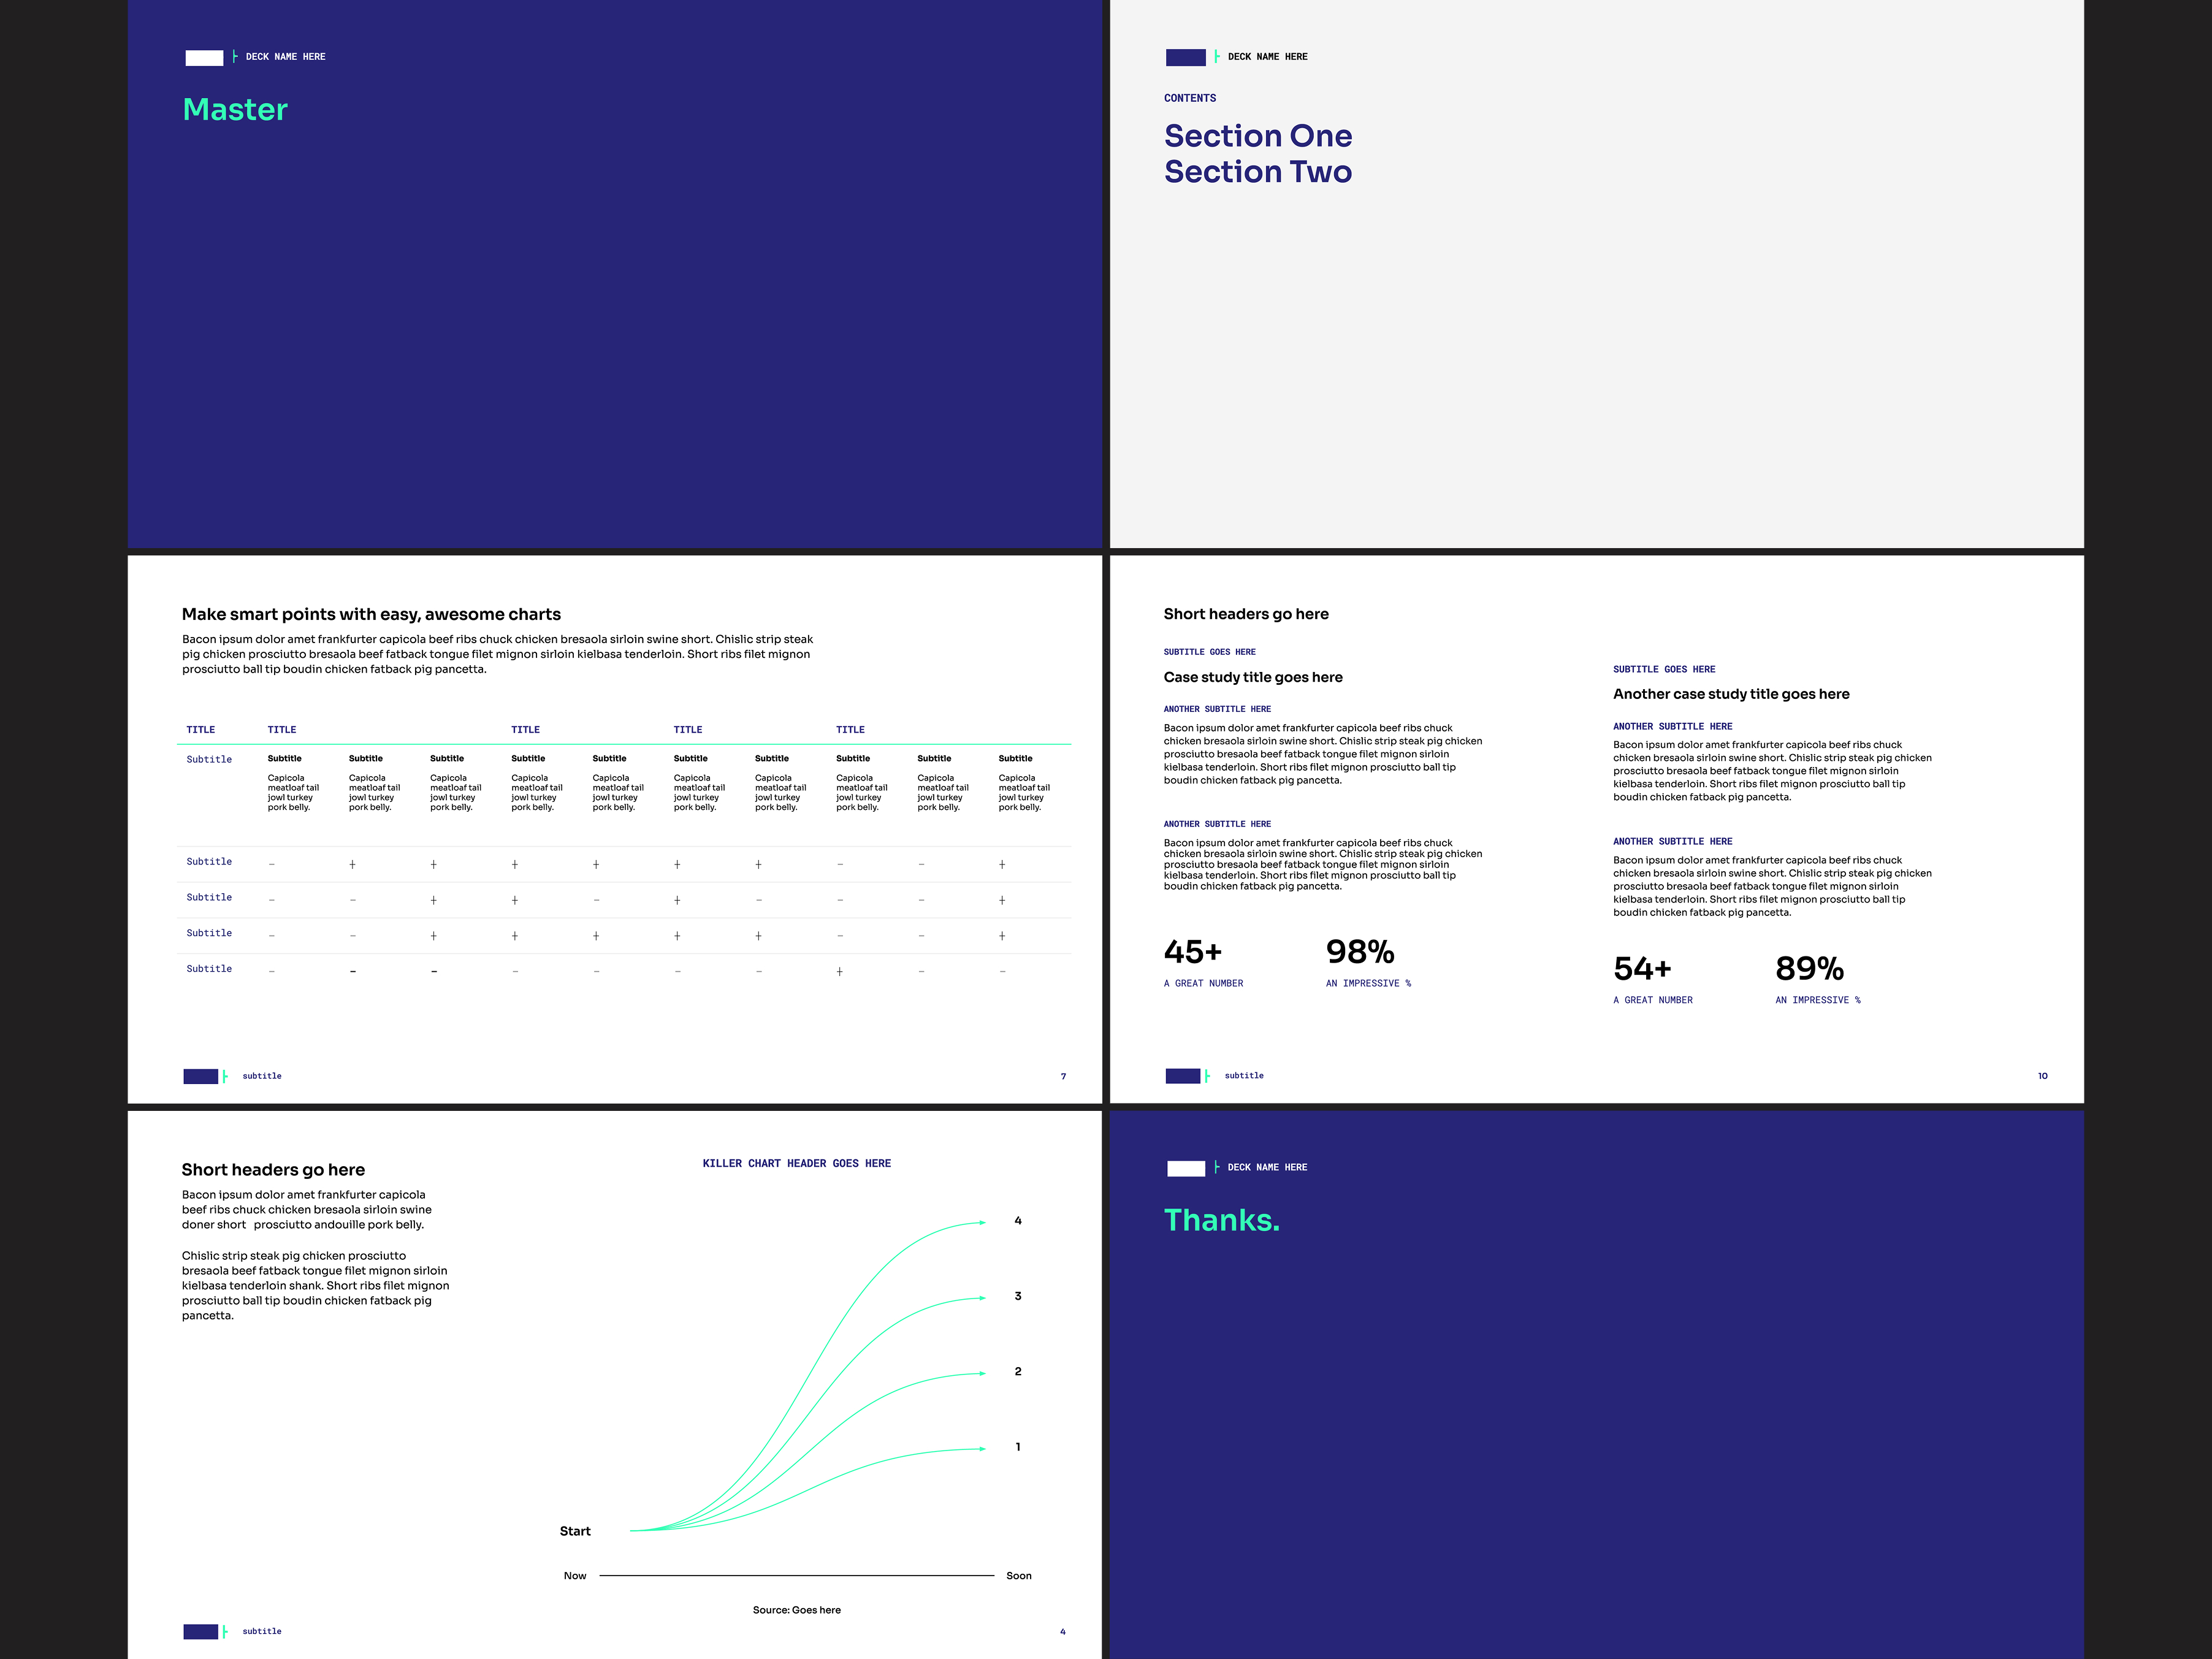 DECK NAME HERE
Master
DECK NAME HERE
CONTENTS
Section One
Section Two
Make smart points with easy, awesome charts
Bacon ipsum dolor amet frankfurter capicola beef ribs chuck chicken bresaola sirloin swine short. Chislic strip steak
pig chicken prosciutto bresaola beef fatback tongue filet mignon sirloin kielbasa tenderloin. Short ribs filet mignon
prosciutto ball tip boudin chicken fatback pig pancetta.
TITLE TITLE TITLE TITLE TITLE
Subtitle Subtitle Subtitle Subtitle Subtitle Subtitle Subtitle Subtitle Subtitle Subtitle Subtitle
Capicola Capicola Capicola Capicola Capicola Capicola Capicola Capicola Capicola Capicola
meatloaf tail meatloaf tail meatloaf tail meatloaf tail meatloaf tail meatloaf tail meatloaf tail meatloaf tail meatloaf tail meatloaf tail
jowl turkey jowl turkey jowl turkey jowl turkey jowl turkey jowl turkey jowl turkey jowl turkey jowl turkey jowl turkey
pork belly. pork belly. pork belly. pork belly. pork belly. pork belly. pork belly. pork belly. pork belly. pork belly.
Subtitle – + + + + + + – – +
Subtitle – – + + – + – – – +
Subtitle – – + + + + + – – +
Subtitle – – – – – – – + – –
subtitle 7
Short headers go here
SUBTITLE GOES HERE
Case study title goes here
ANOTHER SUBTITLE HERE
Bacon ipsum dolor amet frankfurter capicola beef ribs chuck
chicken bresaola sirloin swine short. Chislic strip steak pig chicken
prosciutto bresaola beef fatback tongue filet mignon sirloin
kielbasa tenderloin. Short ribs filet mignon prosciutto ball tip
boudin chicken fatback pig pancetta.
ANOTHER SUBTITLE HERE
Bacon ipsum dolor amet frankfurter capicola beef ribs chuck
chicken bresaola sirloin swine short. Chislic strip steak pig chicken
prosciutto bresaola beef fatback tongue filet mignon sirloin
kielbasa tenderloin. Short ribs filet mignon prosciutto ball tip
boudin chicken fatback pig pancetta.
45+ 98%
A GREAT NUMBER AN IMPRESSIVE %
SUBTITLE GOES HERE
Another case study title goes here
ANOTHER SUBTITLE HERE
Bacon ipsum dolor amet frankfurter capicola beef ribs chuck
chicken bresaola sirloin swine short. Chislic strip steak pig chicken
prosciutto bresaola beef fatback tongue filet mignon sirloin
kielbasa tenderloin. Short ribs filet mignon prosciutto ball tip
boudin chicken fatback pig pancetta.
ANOTHER SUBTITLE HERE
Bacon ipsum dolor amet frankfurter capicola beef ribs chuck
chicken bresaola sirloin swine short. Chislic strip steak pig chicken
prosciutto bresaola beef fatback tongue filet mignon sirloin
kielbasa tenderloin. Short ribs filet mignon prosciutto ball tip
boudin chicken fatback pig pancetta.
54+ 89%
A GREAT NUMBER AN IMPRESSIVE %
subtitle 10
Short headers go here
Bacon ipsum dolor amet frankfurter capicola
beef ribs chuck chicken bresaola sirloin swine
doner short prosciutto andouille pork belly.
Chislic strip steak pig chicken prosciutto
bresaola beef fatback tongue filet mignon sirloin
kielbasa tenderloin shank. Short ribs filet mignon
prosciutto ball tip boudin chicken fatback pig
pancetta.
KILLER CHART HEADER GOES HERE
4
3
2
1
Start
Now Soon
Source: Goes here
subtitle 4
DECK NAME HERE
Thanks.